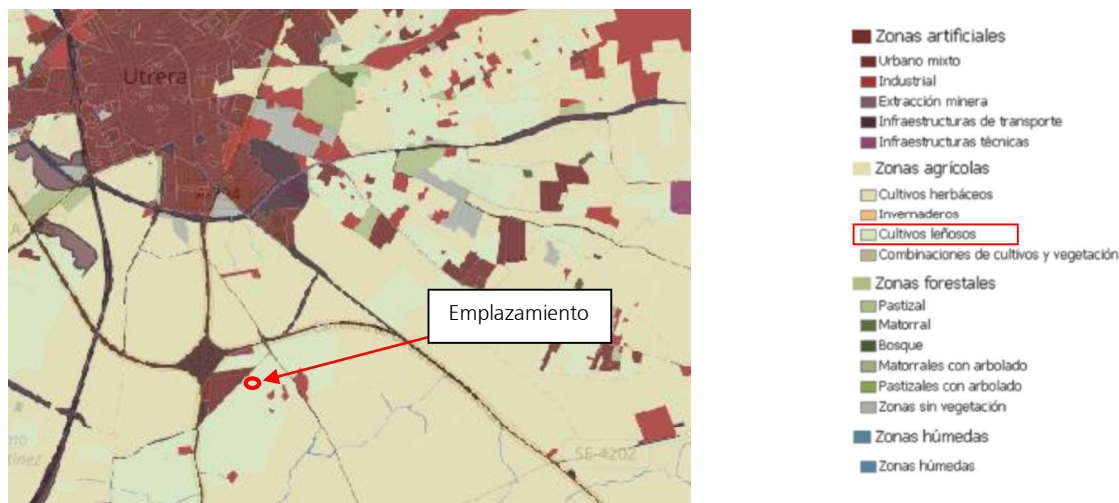 Utrera
Emplazamiento
SE-4202
Zonas artificiales
Urbano mixto
Industrial
Extracción minera
Infraestructuras de transporte
Infraestructuras técnicas
Zonas agrícolas
Cultivos herbáceos
Invernaderos
Cultivos leñosos
Combinaciones de cultivos y vegetación
Zonas forestales
Pastizal
Matorral
Bosque
Matorrales con arbolado
Pastizales con arbolado
Zonas sin vegetación
Zonas húmedas
Zonas húmedas